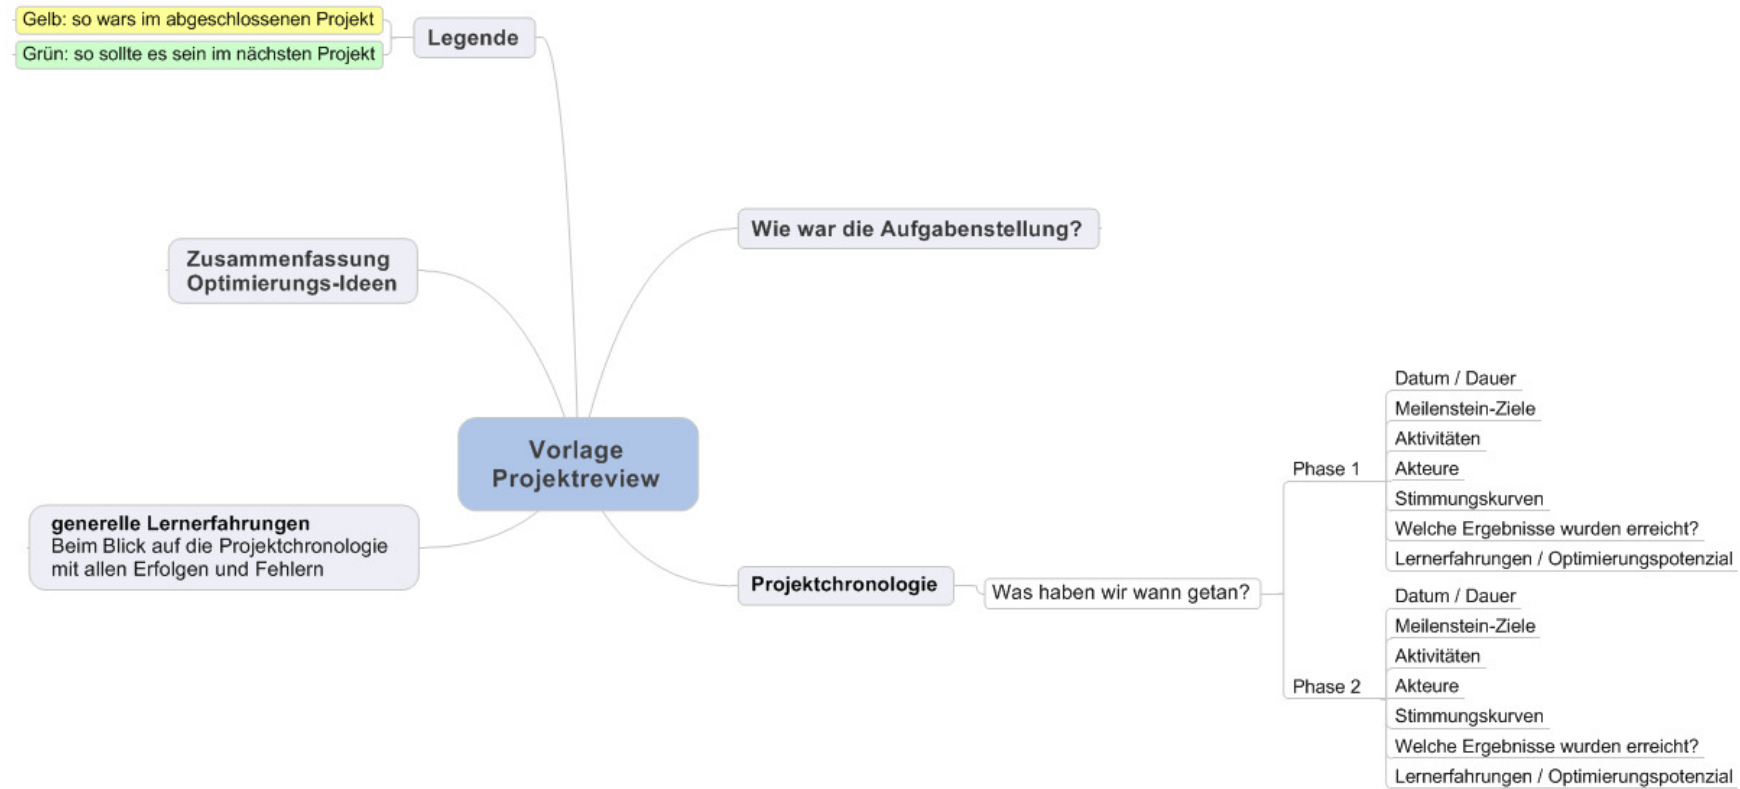 Gelb: so wars im abgeschlossenen Projekt
Grün: so sollte es sein im nächsten Projekt
Legende
Zusammenfassung
Optimierungs-Ideen
generelle Lernerfahrungen
Beim Blick auf die Projektchronologie
mit allen Erfolgen und Fehlern
Vorlage
Projektreview
Wie war die Aufgabenstellung?
Projektchronologie
Was haben wir wann getan?
Phase 1
Datum / Dauer
Meilenstein-Ziele
Aktivitäten
Akteure
Stimmungskurven
Welche Ergebnisse wurden erreicht?
Lernerfahrungen / Optimierungspotenzial
Phase 2
Datum / Dauer
Meilenstein-Ziele
Aktivitäten
Akteure
Stimmungskurven
Welche Ergebnisse wurden erreicht?
Lernerfahrungen / Optimierungspotenzial